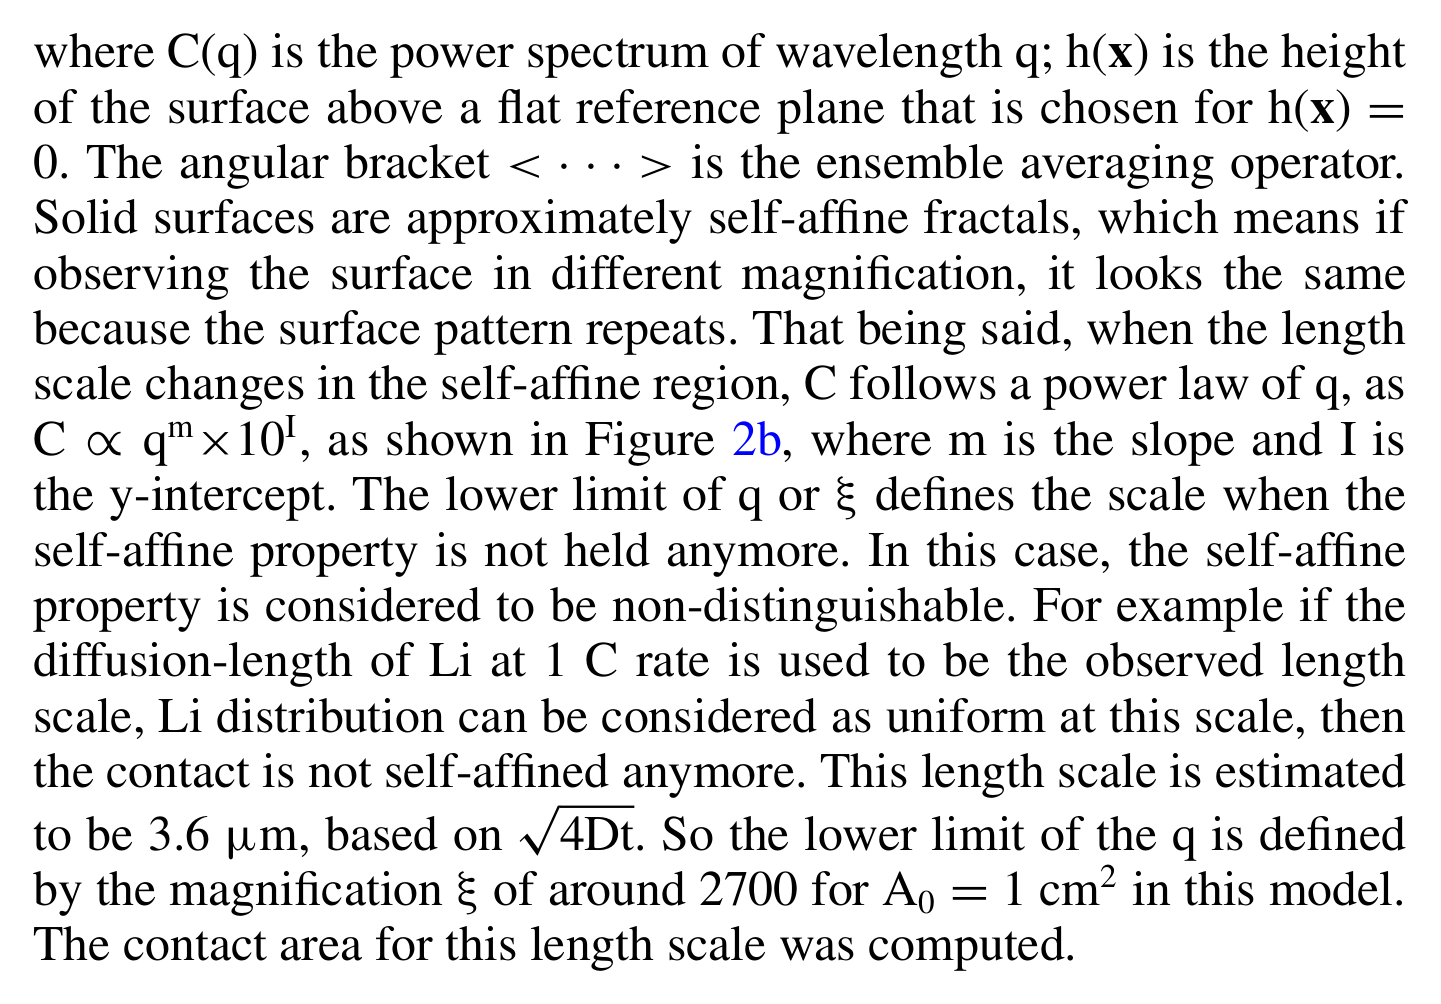 where C(q) is the power spectrum of wavelength q; h(x) is the height
of the surface above a flat reference plane that is chosen for h(x) =
0. The angular bracket < · · · > is the ensemble averaging operator.
Solid surfaces are approximately self-affine fractals, which means if
observing the surface in different magnification, it looks the same
because the surface pattern repeats. That being said, when the length
scale changes in the self-affine region, C follows a power law of q, as
C ∝ q^m × 10^I, as shown in Figure 2b, where m is the slope and I is
the y-intercept. The lower limit of q or ξ defines the scale when the
self-affine property is not held anymore. In this case, the self-affine
property is considered to be non-distinguishable. For example if the
diffusion-length of Li at 1 C rate is used to be the observed length
scale, Li distribution can be considered as uniform at this scale, then
the contact is not self-affined anymore. This length scale is estimated
to be 3.6 μm, based on √4Dt. So the lower limit of the q is defined
by the magnification ξ of around 2700 for A₀ = 1 cm² in this model.
The contact area for this length scale was computed.